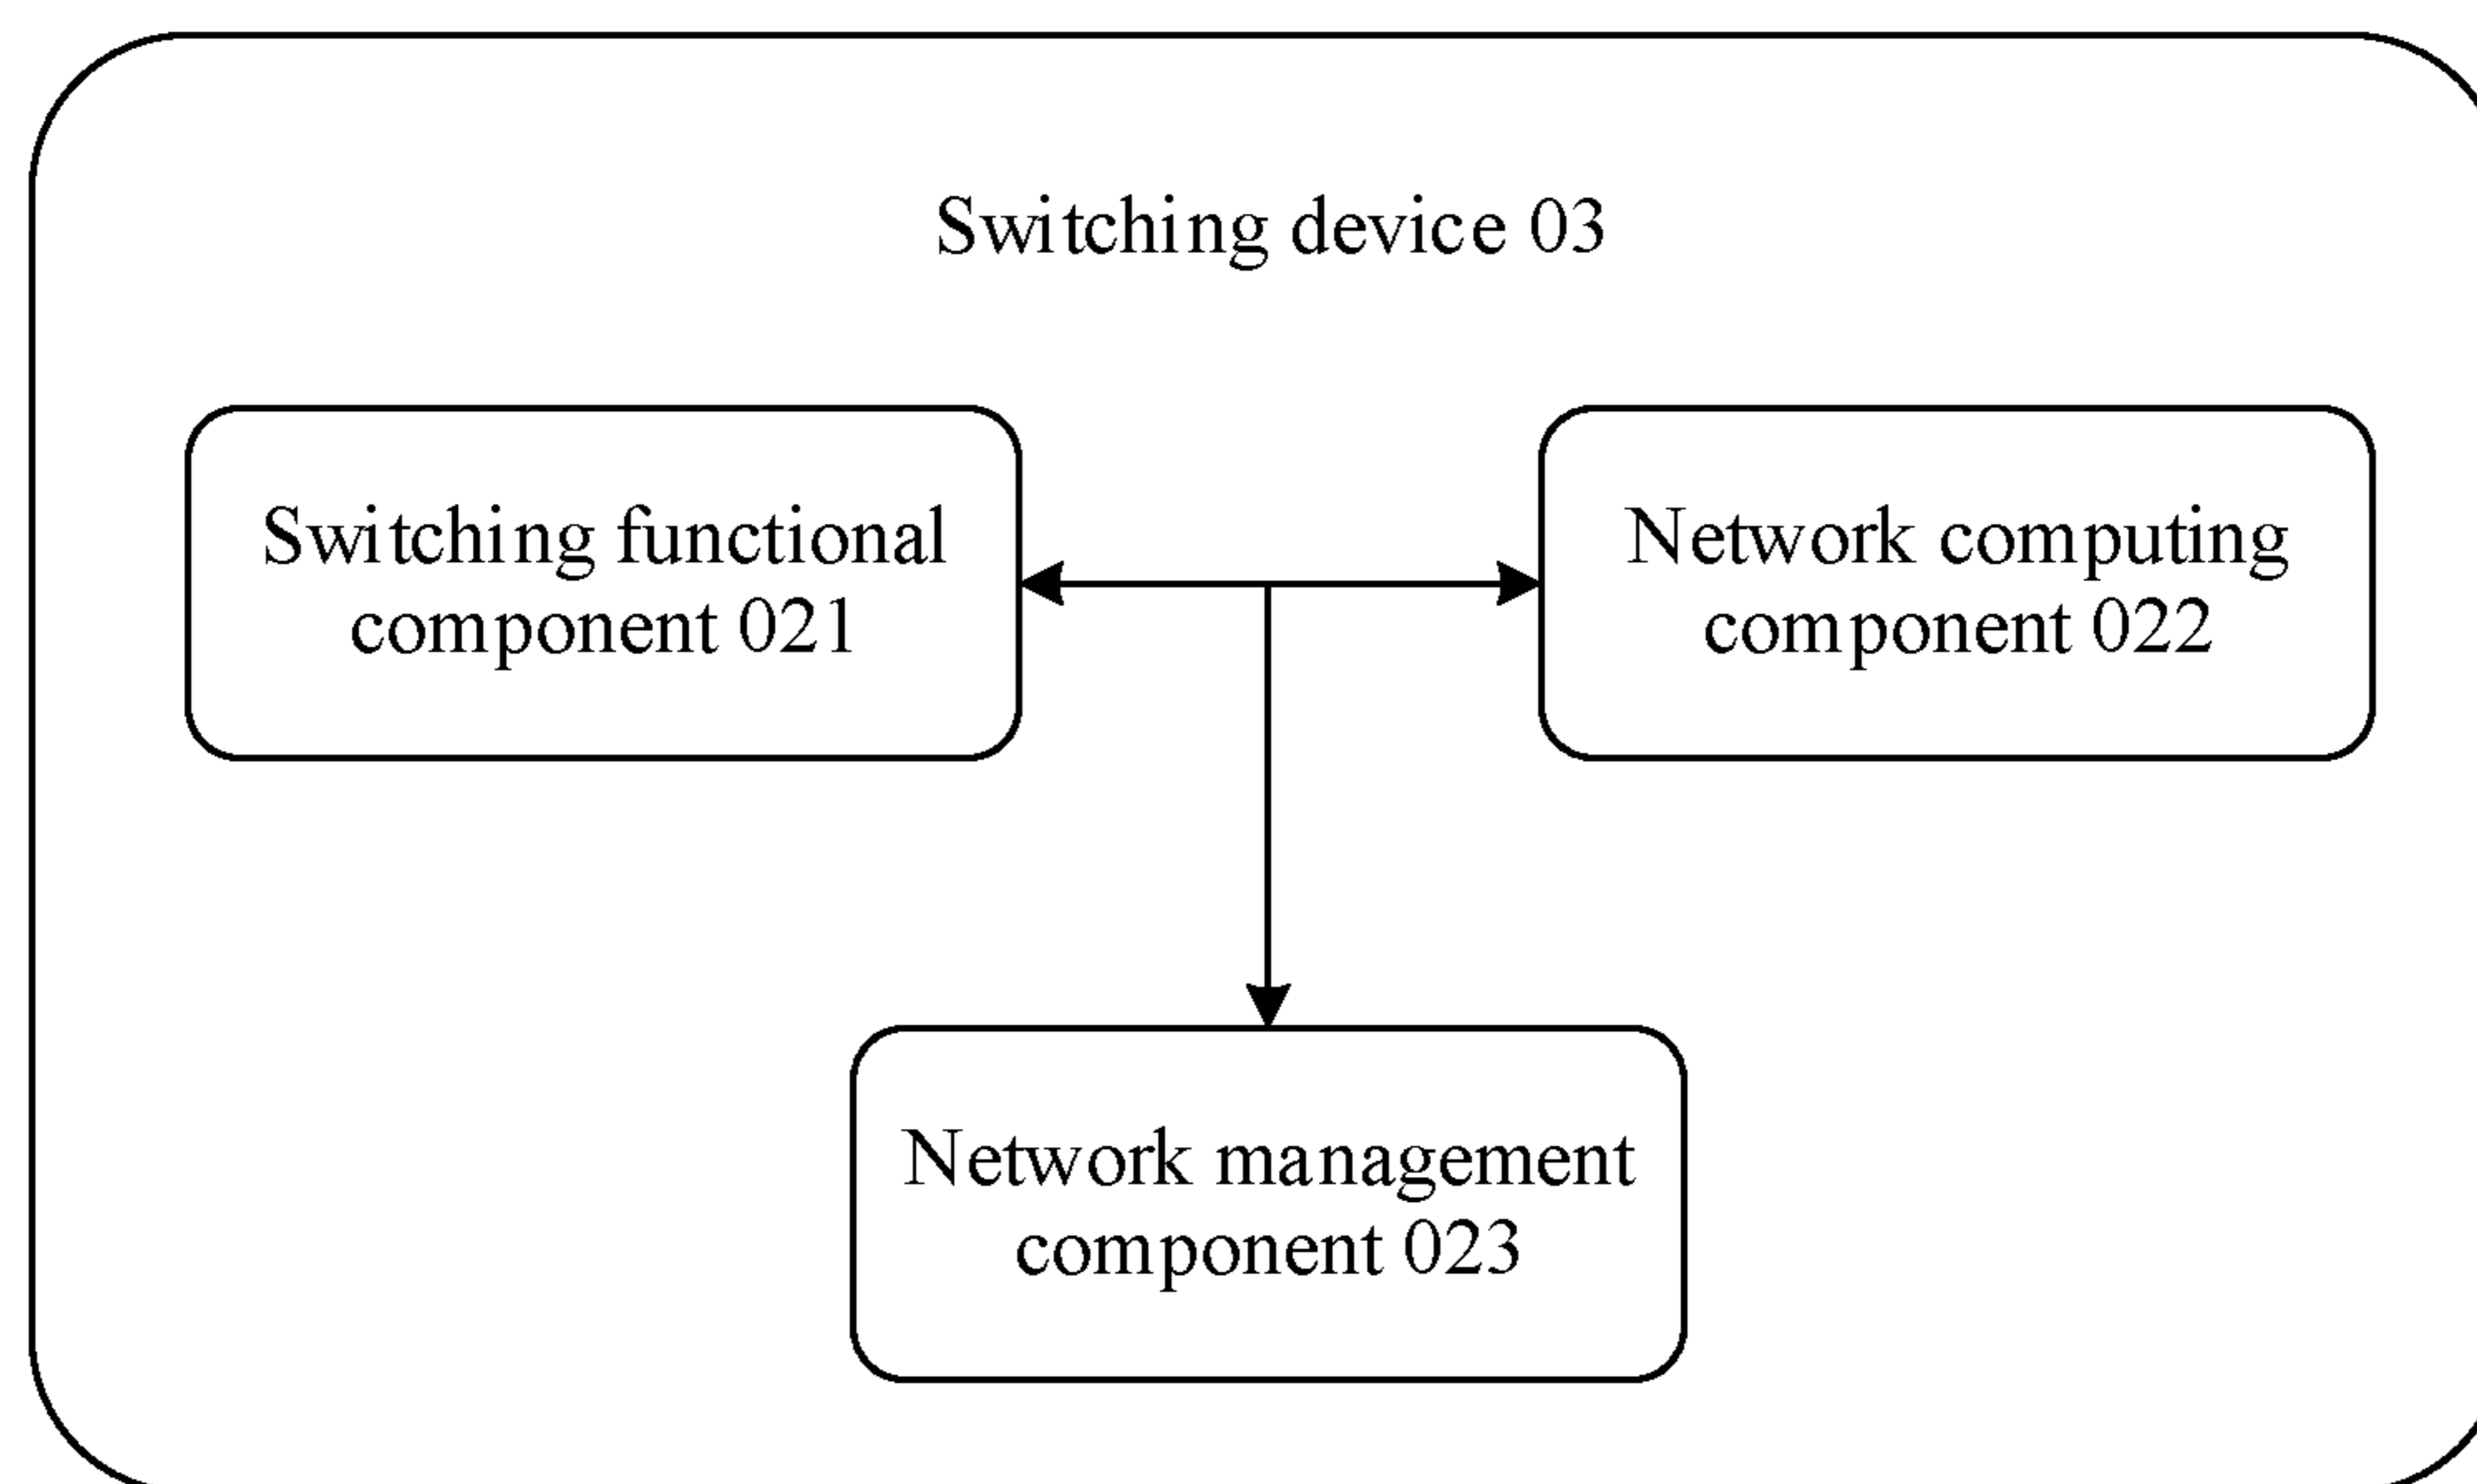 Switching device 03
Switching functional
component 021
Network computing
component 022
Network management
component 023